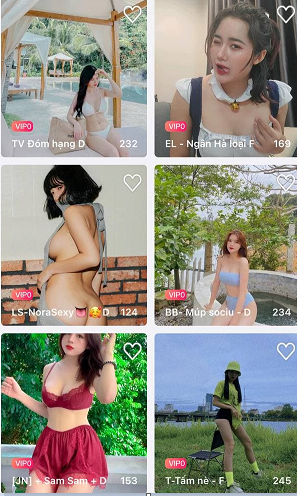 VIP0
VIP0
TV Đóm hạng D 232
EL - Ngân Hà loại F 169
VIP0
VIP0
LS-NoraSexy👅🥰D 124
BB- Múp sociu - D 234
VIP0
VIP0
[JN] + Sam Sam + D 153
T-Tấm nè - F 245